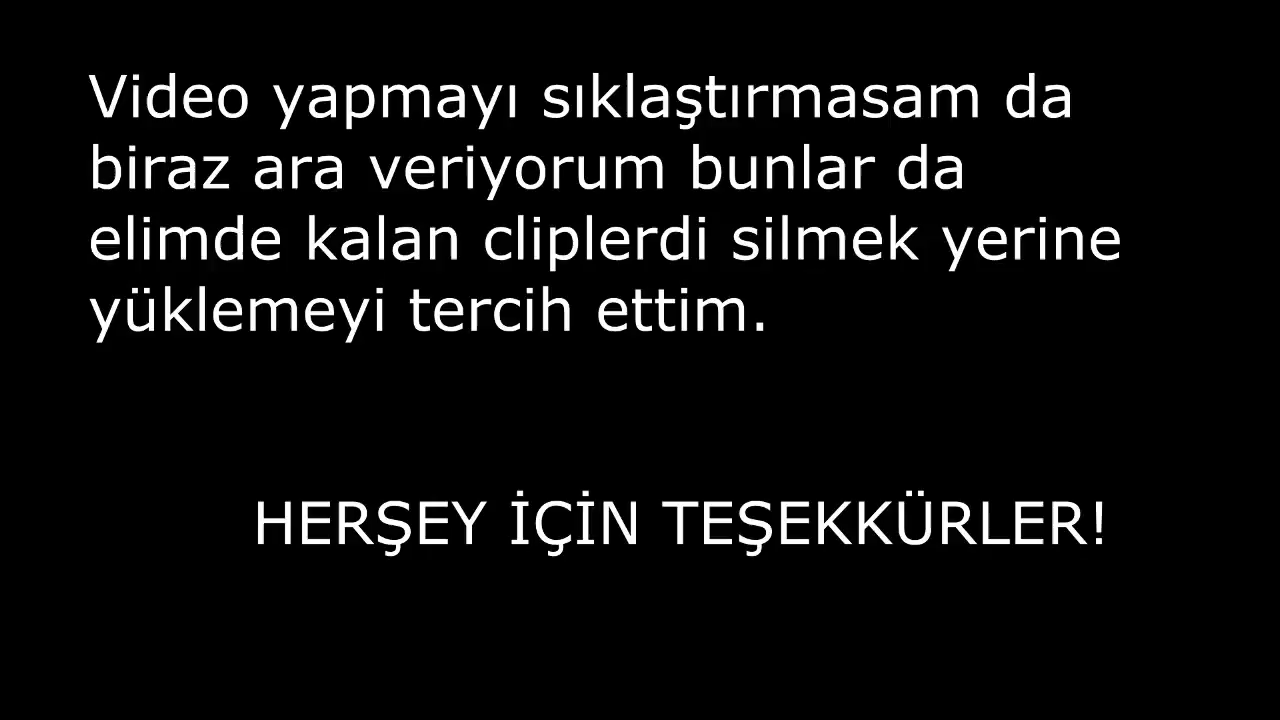 Video yapmayı sıklaştırmasam da
biraz ara veriyorum bunlar da
elimde kalan cliplerdi silmek yerine
yüklemeyi tercih ettim.
HERŞEY İÇİN TEŞEKKÜRLER!